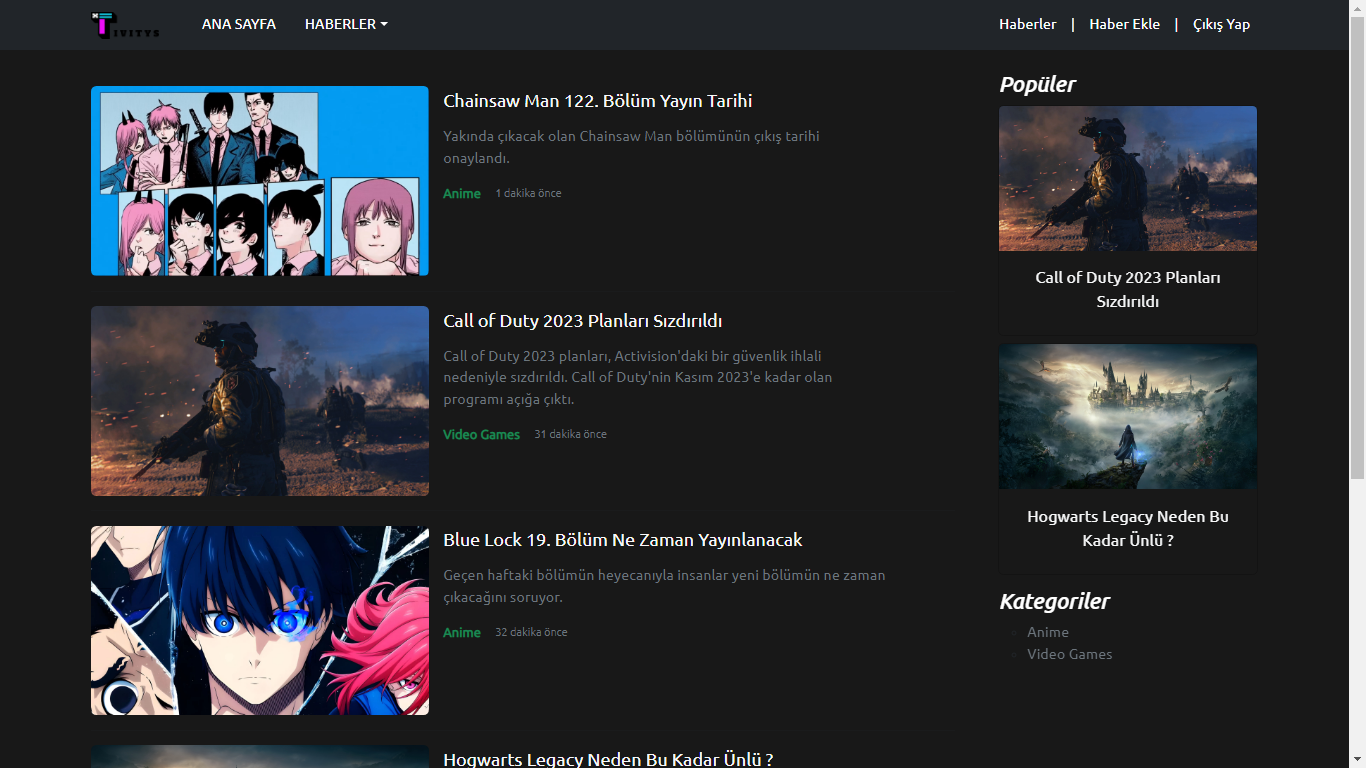 TIVITYS
ANA SAYFA
HABERLER
Haberler | Haber Ekle | Çıkış Yap
Chainsaw Man 122. Bölüm Yayın Tarihi
Yakında çıkacak olan Chainsaw Man bölümünün çıkış tarihi
onaylandı.
Anime 1 dakika önce
Call of Duty 2023 Planları Sızdırıldı
Call of Duty 2023 planları, Activision'daki bir güvenlik ihlali
nedeniyle sızdırıldı. Call of Duty'nin Kasım 2023'e kadar olan
programı açığa çıktı.
Video Games 31 dakika önce
Blue Lock 19. Bölüm Ne Zaman Yayınlanacak
Geçen haftaki bölümün heyecanıyla insanlar yeni bölümün ne zaman
çıkacağını soruyor.
Anime 32 dakika önce
Hogwarts Legacy Neden Bu Kadar Ünlü ?
Popüler
Call of Duty 2023 Planları
Sızdırıldı
Hogwarts Legacy Neden Bu
Kadar Ünlü ?
Kategoriler
Anime
Video Games